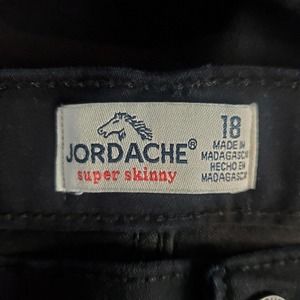 JORDACHE®
super skinny
18
MADE IN
MADAGASCAR
HECHO EN
MADAGASCAR